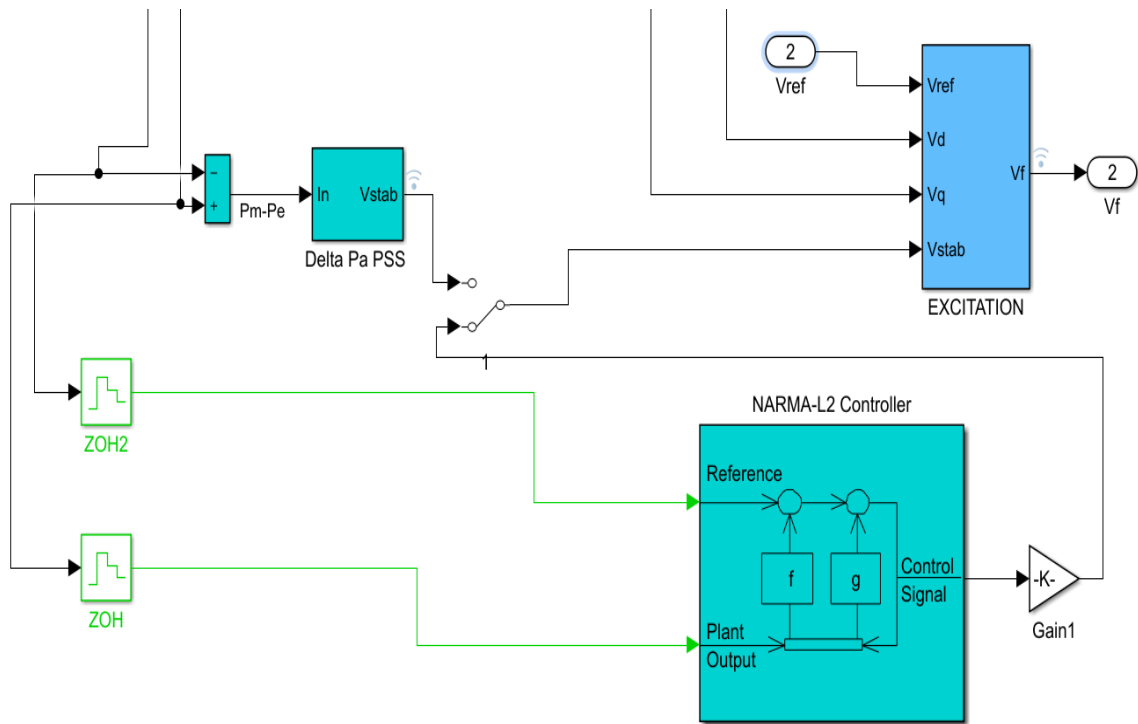 2
Vref
Vref
Vd
Vq
Vstab
Vf
2
Vf
EXCITATION
−
+
Pm-Pe
In
Vstab
Delta Pa PSS
1
ZOH2
ZOH
NARMA-L2 Controller
Reference
f
g
Control
Signal
Plant
Output
-K-
Gain1